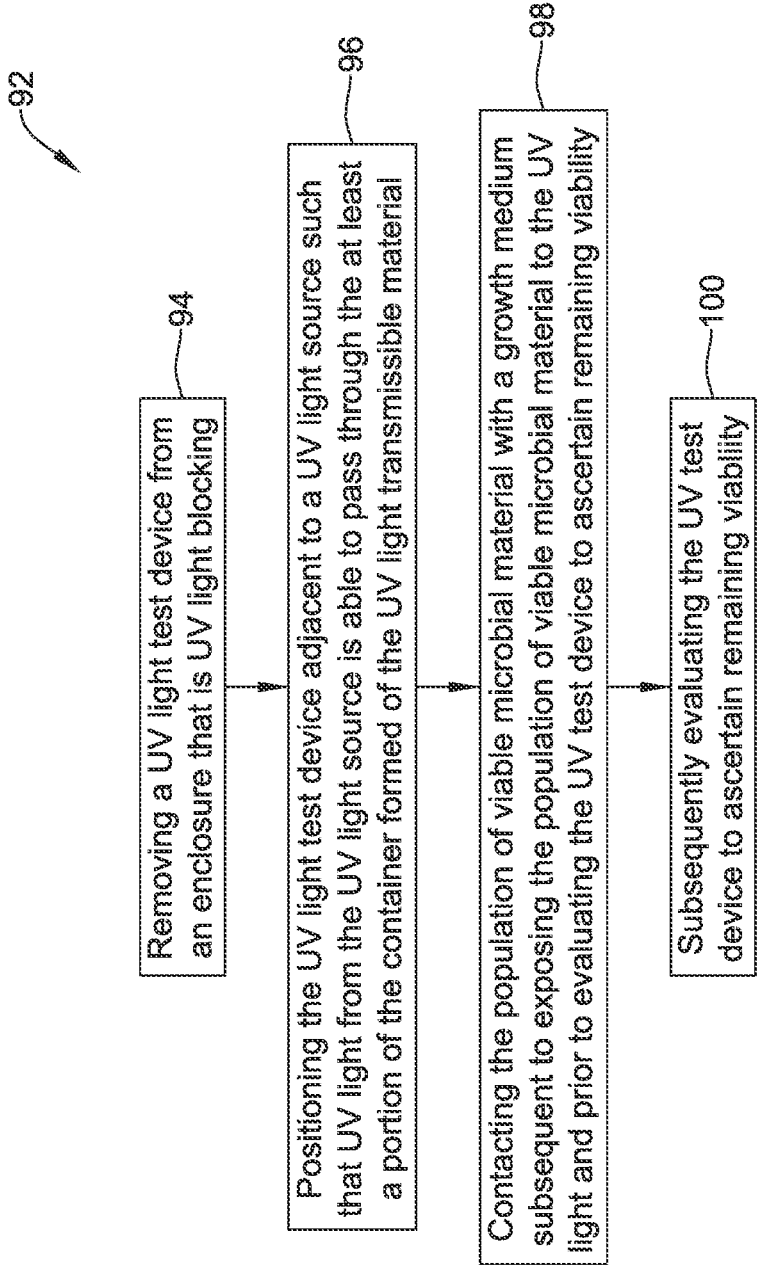 92
94
Removing a UV light test device from
an enclosure that is UV light blocking
96
Positioning the UV light test device adjacent to a UV light source such
that UV light from the UV light source is able to pass through the at least
a portion of the container formed of the UV light transmissible material
98
Contacting the population of viable microbial material with a growth medium
subsequent to exposing the population of viable microbial material to the UV
light and prior to evaluating the UV test device to ascertain remaining viability
100
Subsequently evaluating the UV test
device to ascertain remaining viability